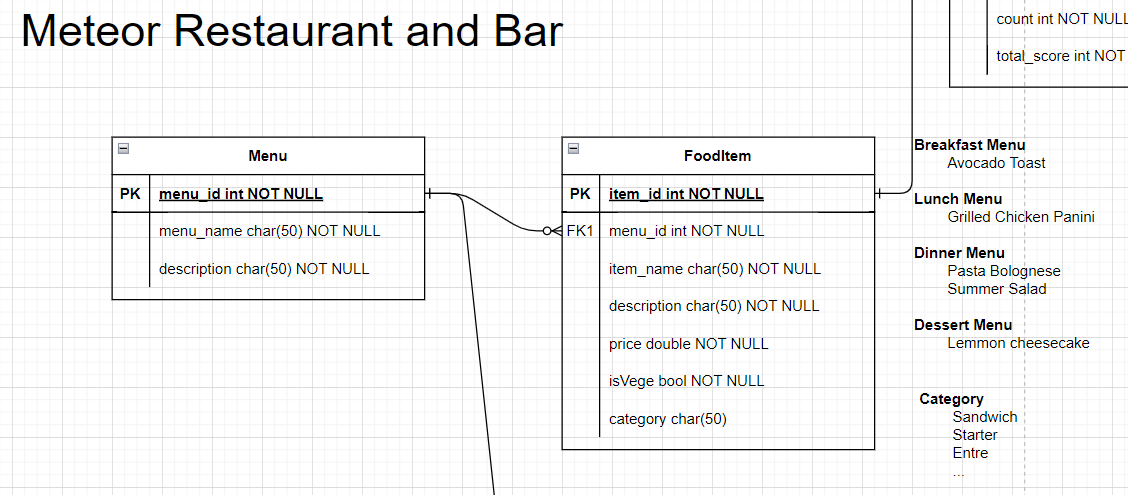 Meteor Restaurant and Bar
count int NOT NULL
total_score int NOT
Menu
PK menu_id int NOT NULL
menu_name char(50) NOT NULL
description char(50) NOT NULL
FoodItem
PK item_id int NOT NULL
FK1 menu_id int NOT NULL
item_name char(50) NOT NULL
description char(50) NOT NULL
price double NOT NULL
isVege bool NOT NULL
category char(50)
Breakfast Menu
Avocado Toast
Lunch Menu
Grilled Chicken Panini
Dinner Menu
Pasta Bolognese
Summer Salad
Dessert Menu
Lemmon cheesecake
Category
Sandwich
Starter
Entre
...